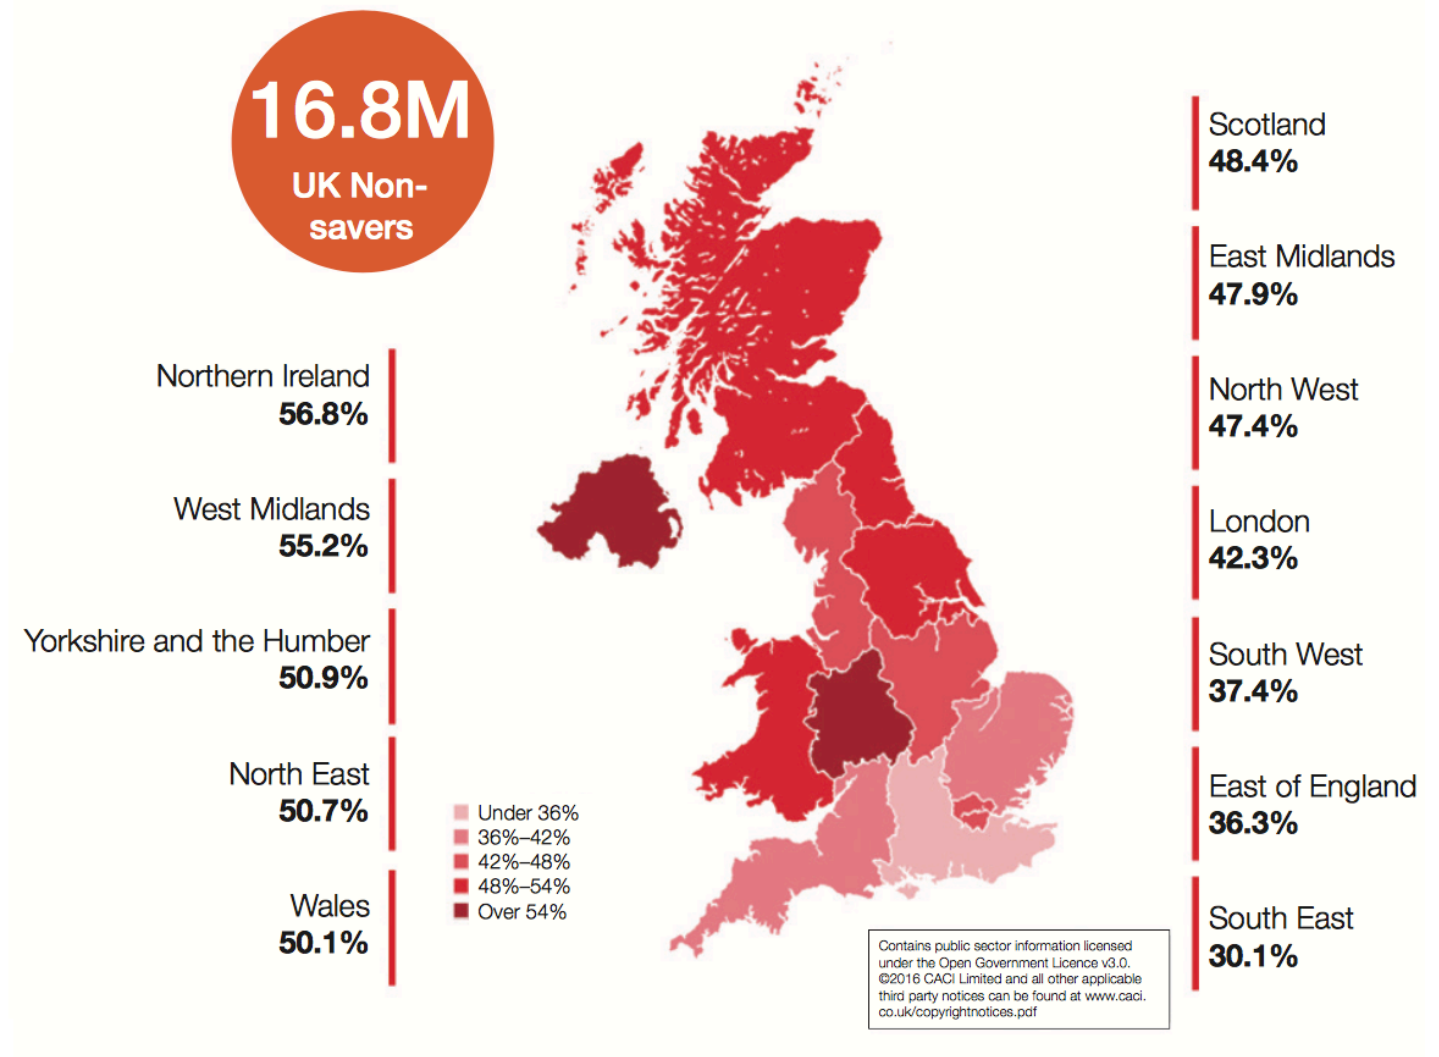 16.8M
UK Non-
savers
Northern Ireland
56.8%
West Midlands
55.2%
Yorkshire and the Humber
50.9%
North East
50.7%
Wales
50.1%
Under 36%
36%–42%
42%–48%
48%–54%
Over 54%
Scotland
48.4%
East Midlands
47.9%
North West
47.4%
London
42.3%
South West
37.4%
East of England
36.3%
South East
30.1%
Contains public sector information licensed
under the Open Government Licence v3.0.
©2016 CACI Limited and all other applicable
third party notices can be found at www.caci.
co.uk/copyrightnotices.pdf